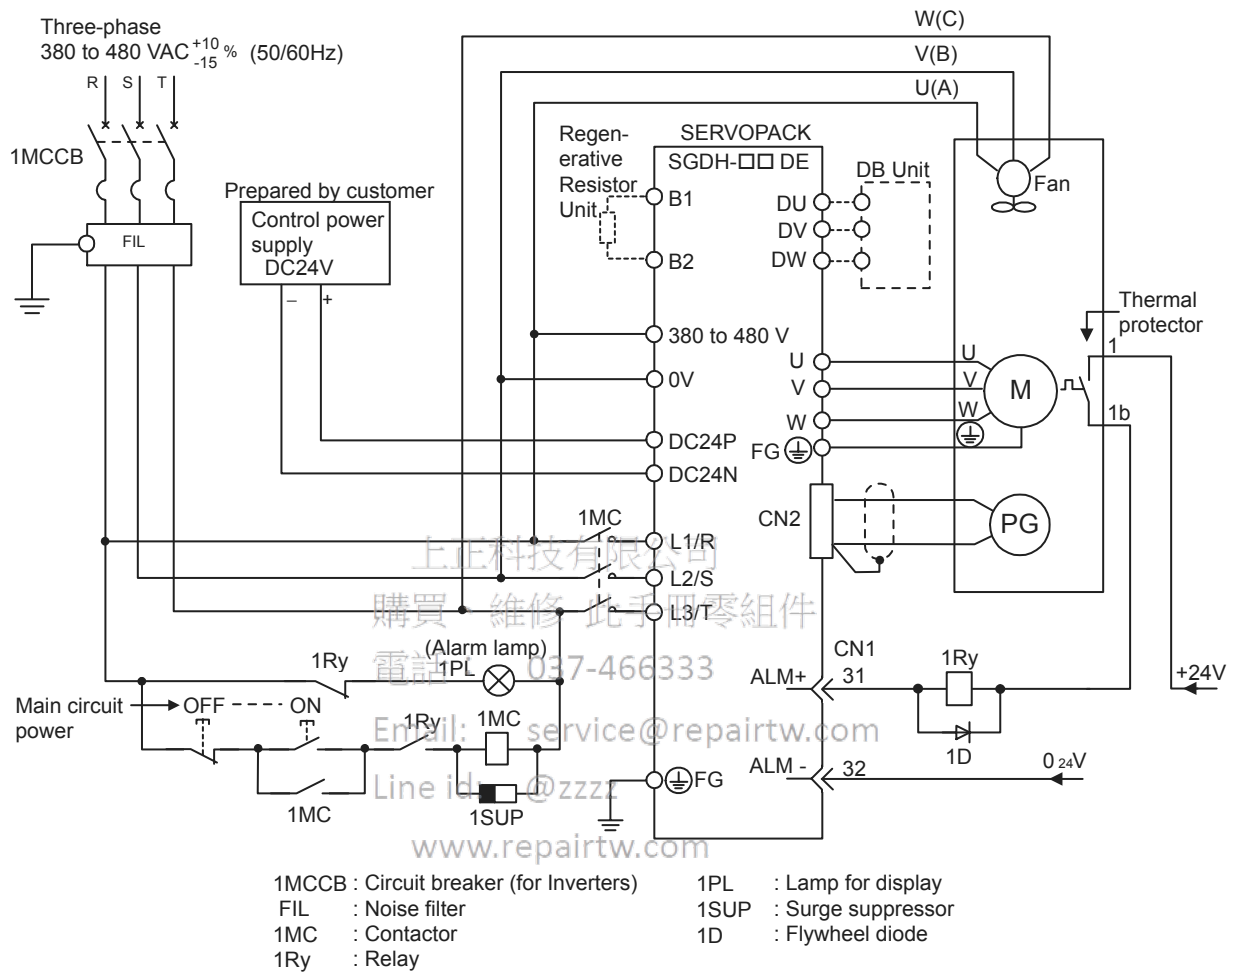 Three-phase
380 to 480 VAC +10 -15 % (50/60Hz)
R S T
1MCCB
FIL
Prepared by customer
Control power
supply
DC24V
– +
Regen-
erative
Resistor
Unit
SERVOPACK
SGDH-□□ DE
B1
B2
380 to 480 V
0V
DC24P
DC24N
1MC
L1/R
L2/S
L3/T
DU
DV
DW
DB Unit
U
V
W
FG
CN2
W(C)
V(B)
U(A)
Fan
Thermal
protector
1
1b
U
V
W
M
PG
CN1
ALM+ 31
1Ry
+24V
1D
ALM - 32
0 24V
FG
(Alarm lamp)
1Ry
1PL
Main circuit
power
OFF ON
1Ry
1MC
1MC
1SUP
上正科技有限公司
購買、維修 此手冊零組件
電話: 037-466333
Email: service@repairtw.com
Line id: @zzzz
www.repairtw.com
1MCCB : Circuit breaker (for Inverters)
FIL : Noise filter
1MC : Contactor
1Ry : Relay
1PL : Lamp for display
1SUP : Surge suppressor
1D : Flywheel diode